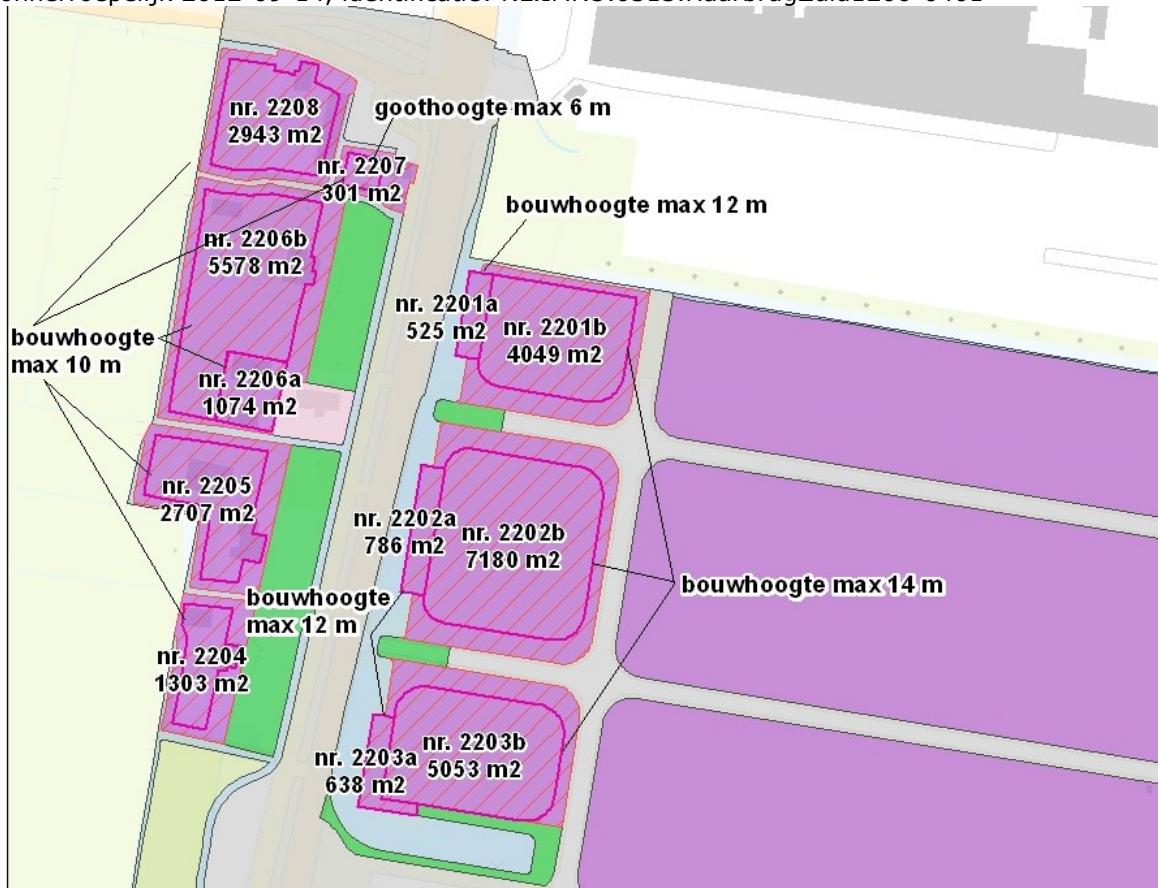 nr. 2208
2943 m2
goothoogte max 6 m
nr. 2207
301 m2
bouwhoogte max 12 m
nr. 2206b
5578 m2
nr. 2201a
525 m2
nr. 2201b
4049 m2
bouwhoogte
max 10 m
nr. 2206a
1074 m2
nr. 2205
2707 m2
nr. 2202a
786 m2
nr. 2202b
7180 m2
bouwhoogte max 14 m
bouwhoogte
max 12 m
nr. 2204
1303 m2
nr. 2203a
638 m2
nr. 2203b
5053 m2